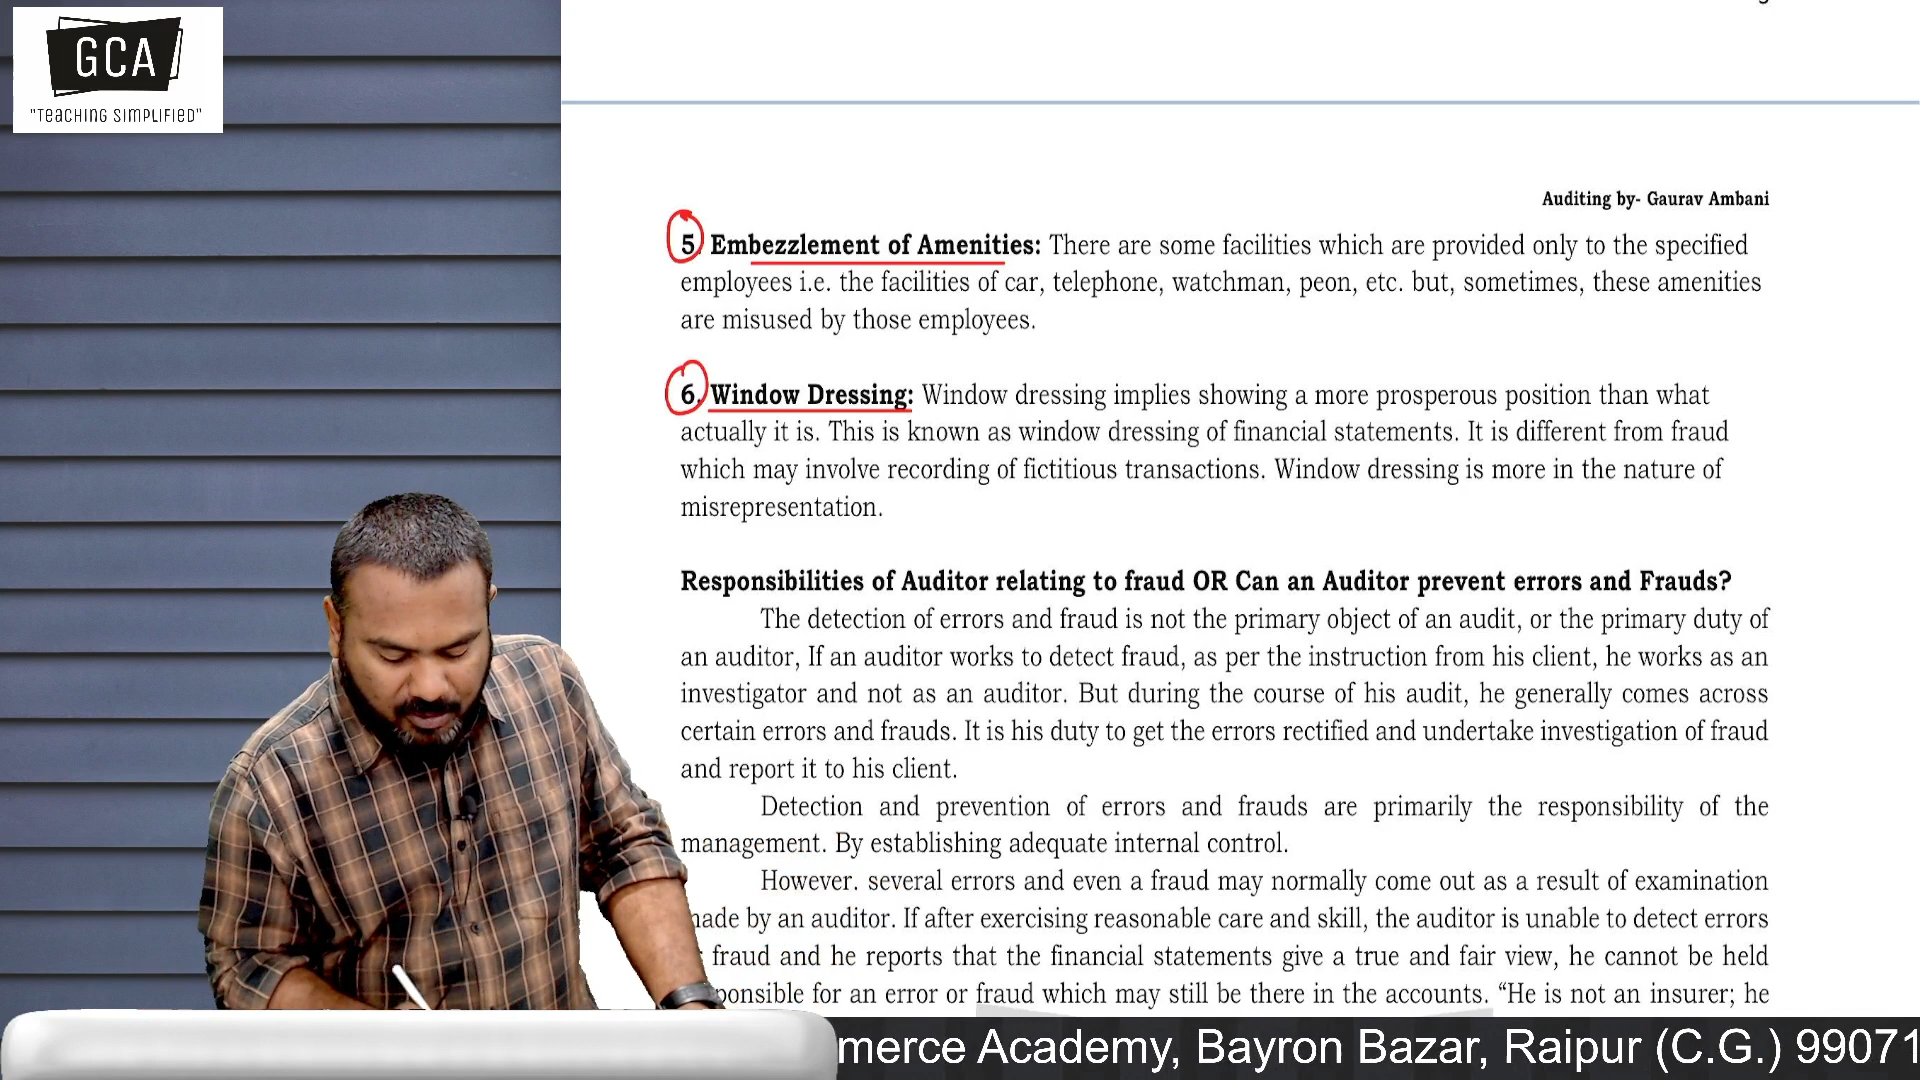 GCA
"Teaching Simplified"
Auditing by- Gaurav Ambani
5. Embezzlement of Amenities: There are some facilities which are provided only to the specified
employees i.e. the facilities of car, telephone, watchman, peon, etc. but, sometimes, these amenities
are misused by those employees.
6. Window Dressing: Window dressing implies showing a more prosperous position than what
actually it is. This is known as window dressing of financial statements. It is different from fraud
which may involve recording of fictitious transactions. Window dressing is more in the nature of
misrepresentation.
Responsibilities of Auditor relating to fraud OR Can an Auditor prevent errors and Frauds?
The detection of errors and fraud is not the primary object of an audit, or the primary duty of
an auditor, If an auditor works to detect fraud, as per the instruction from his client, he works as an
investigator and not as an auditor. But during the course of his audit, he generally comes across
certain errors and frauds. It is his duty to get the errors rectified and undertake investigation of fraud
and report it to his client.
Detection and prevention of errors and frauds are primarily the responsibility of the
management. By establishing adequate internal control.
However. several errors and even a fraud may normally come out as a result of examination
ade by an auditor. If after exercising reasonable care and skill, the auditor is unable to detect errors
fraud and he reports that the financial statements give a true and fair view, he cannot be held
ponsible for an error or fraud which may still be there in the accounts. “He is not an insurer; he
merce Academy, Bayron Bazar, Raipur (C.G.) 99071